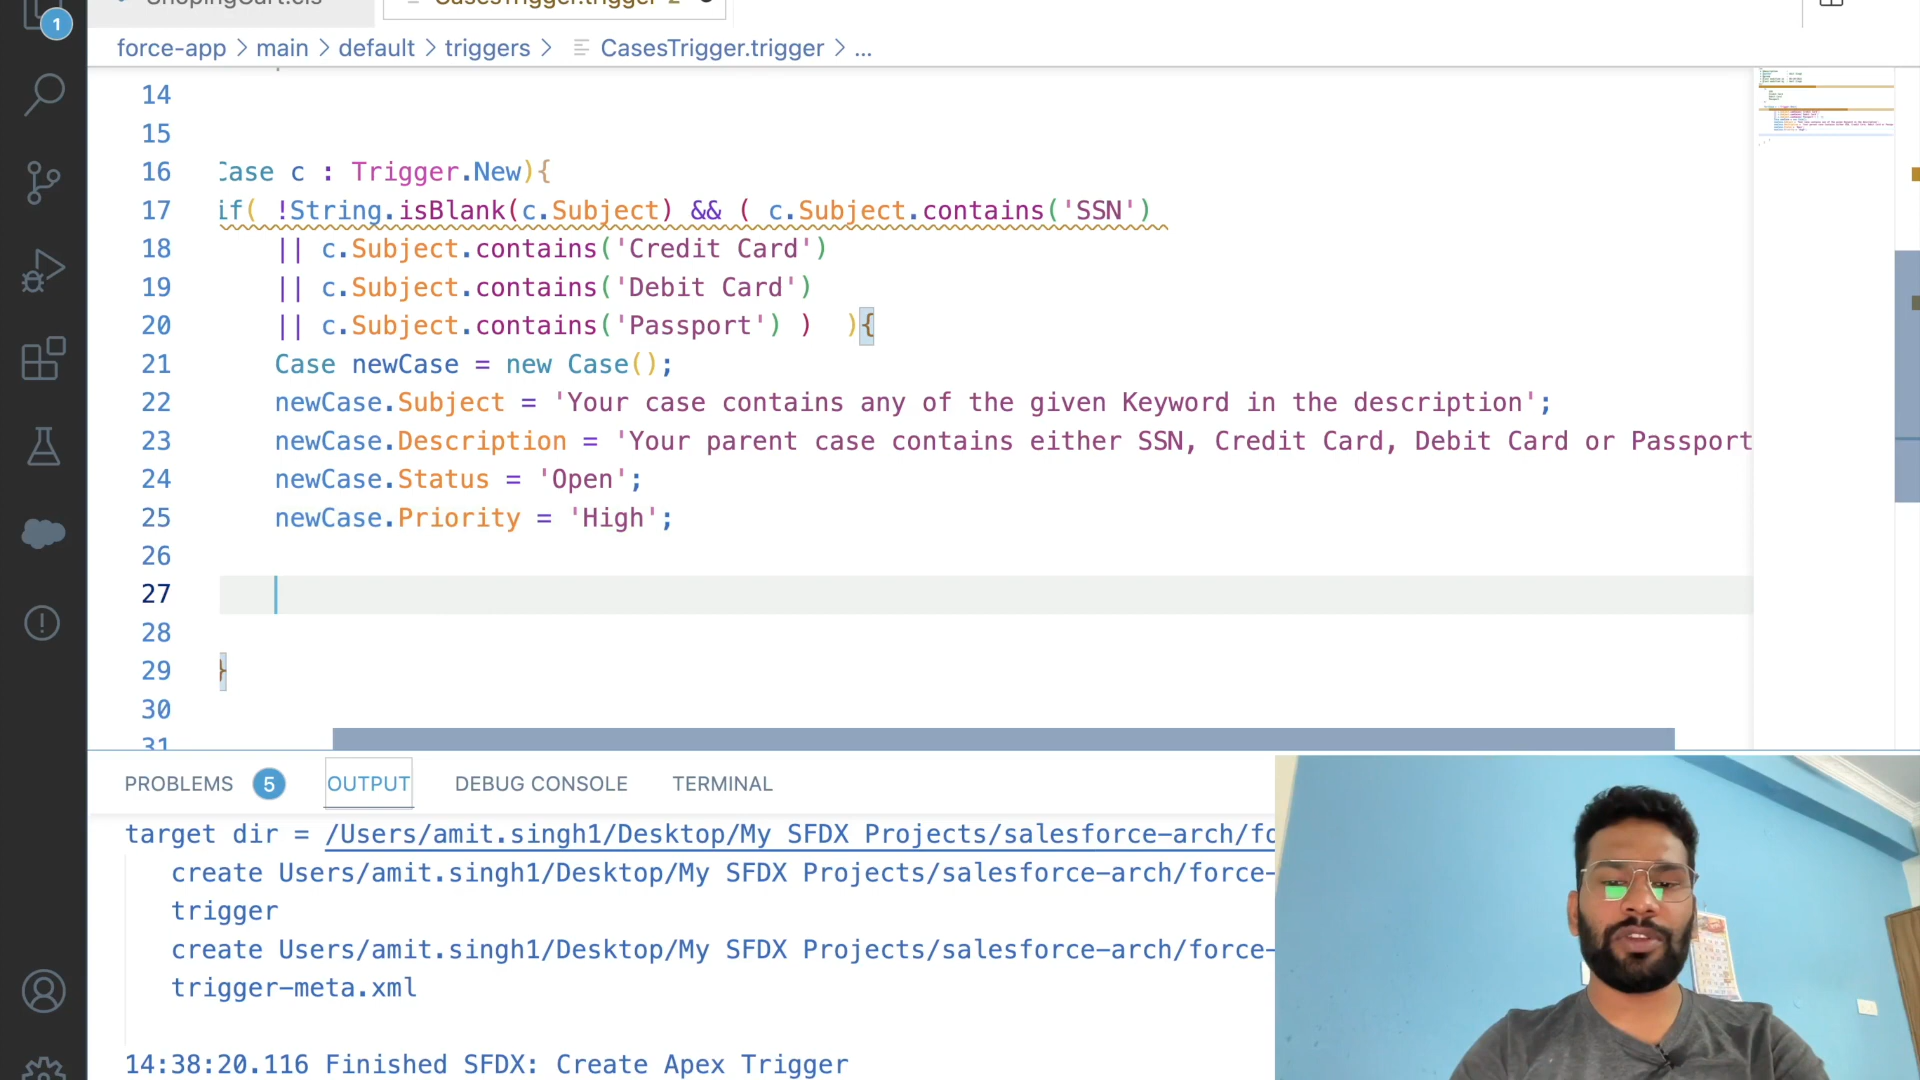 1
ShopingCart.cls
CasesTrigger.trigger 2
force-app > main > default > triggers > CasesTrigger.trigger > ...
14
15
16 Case c : Trigger.New){
17 if( !String.isBlank(c.Subject) && ( c.Subject.contains('SSN')
18 || c.Subject.contains('Credit Card')
19 || c.Subject.contains('Debit Card')
20 || c.Subject.contains('Passport') ) ){
21 Case newCase = new Case();
22 newCase.Subject = 'Your case contains any of the given Keyword in the description';
23 newCase.Description = 'Your parent case contains either SSN, Credit Card, Debit Card or Passport
24 newCase.Status = 'Open';
25 newCase.Priority = 'High';
26
27
28
29 }
30
31
PROBLEMS 5 OUTPUT DEBUG CONSOLE TERMINAL
target dir = /Users/amit.singh1/Desktop/My SFDX Projects/salesforce-arch/fo
create Users/amit.singh1/Desktop/My SFDX Projects/salesforce-arch/force-
trigger
create Users/amit.singh1/Desktop/My SFDX Projects/salesforce-arch/force-
trigger-meta.xml
14:38:20.116 Finished SFDX: Create Apex Trigger